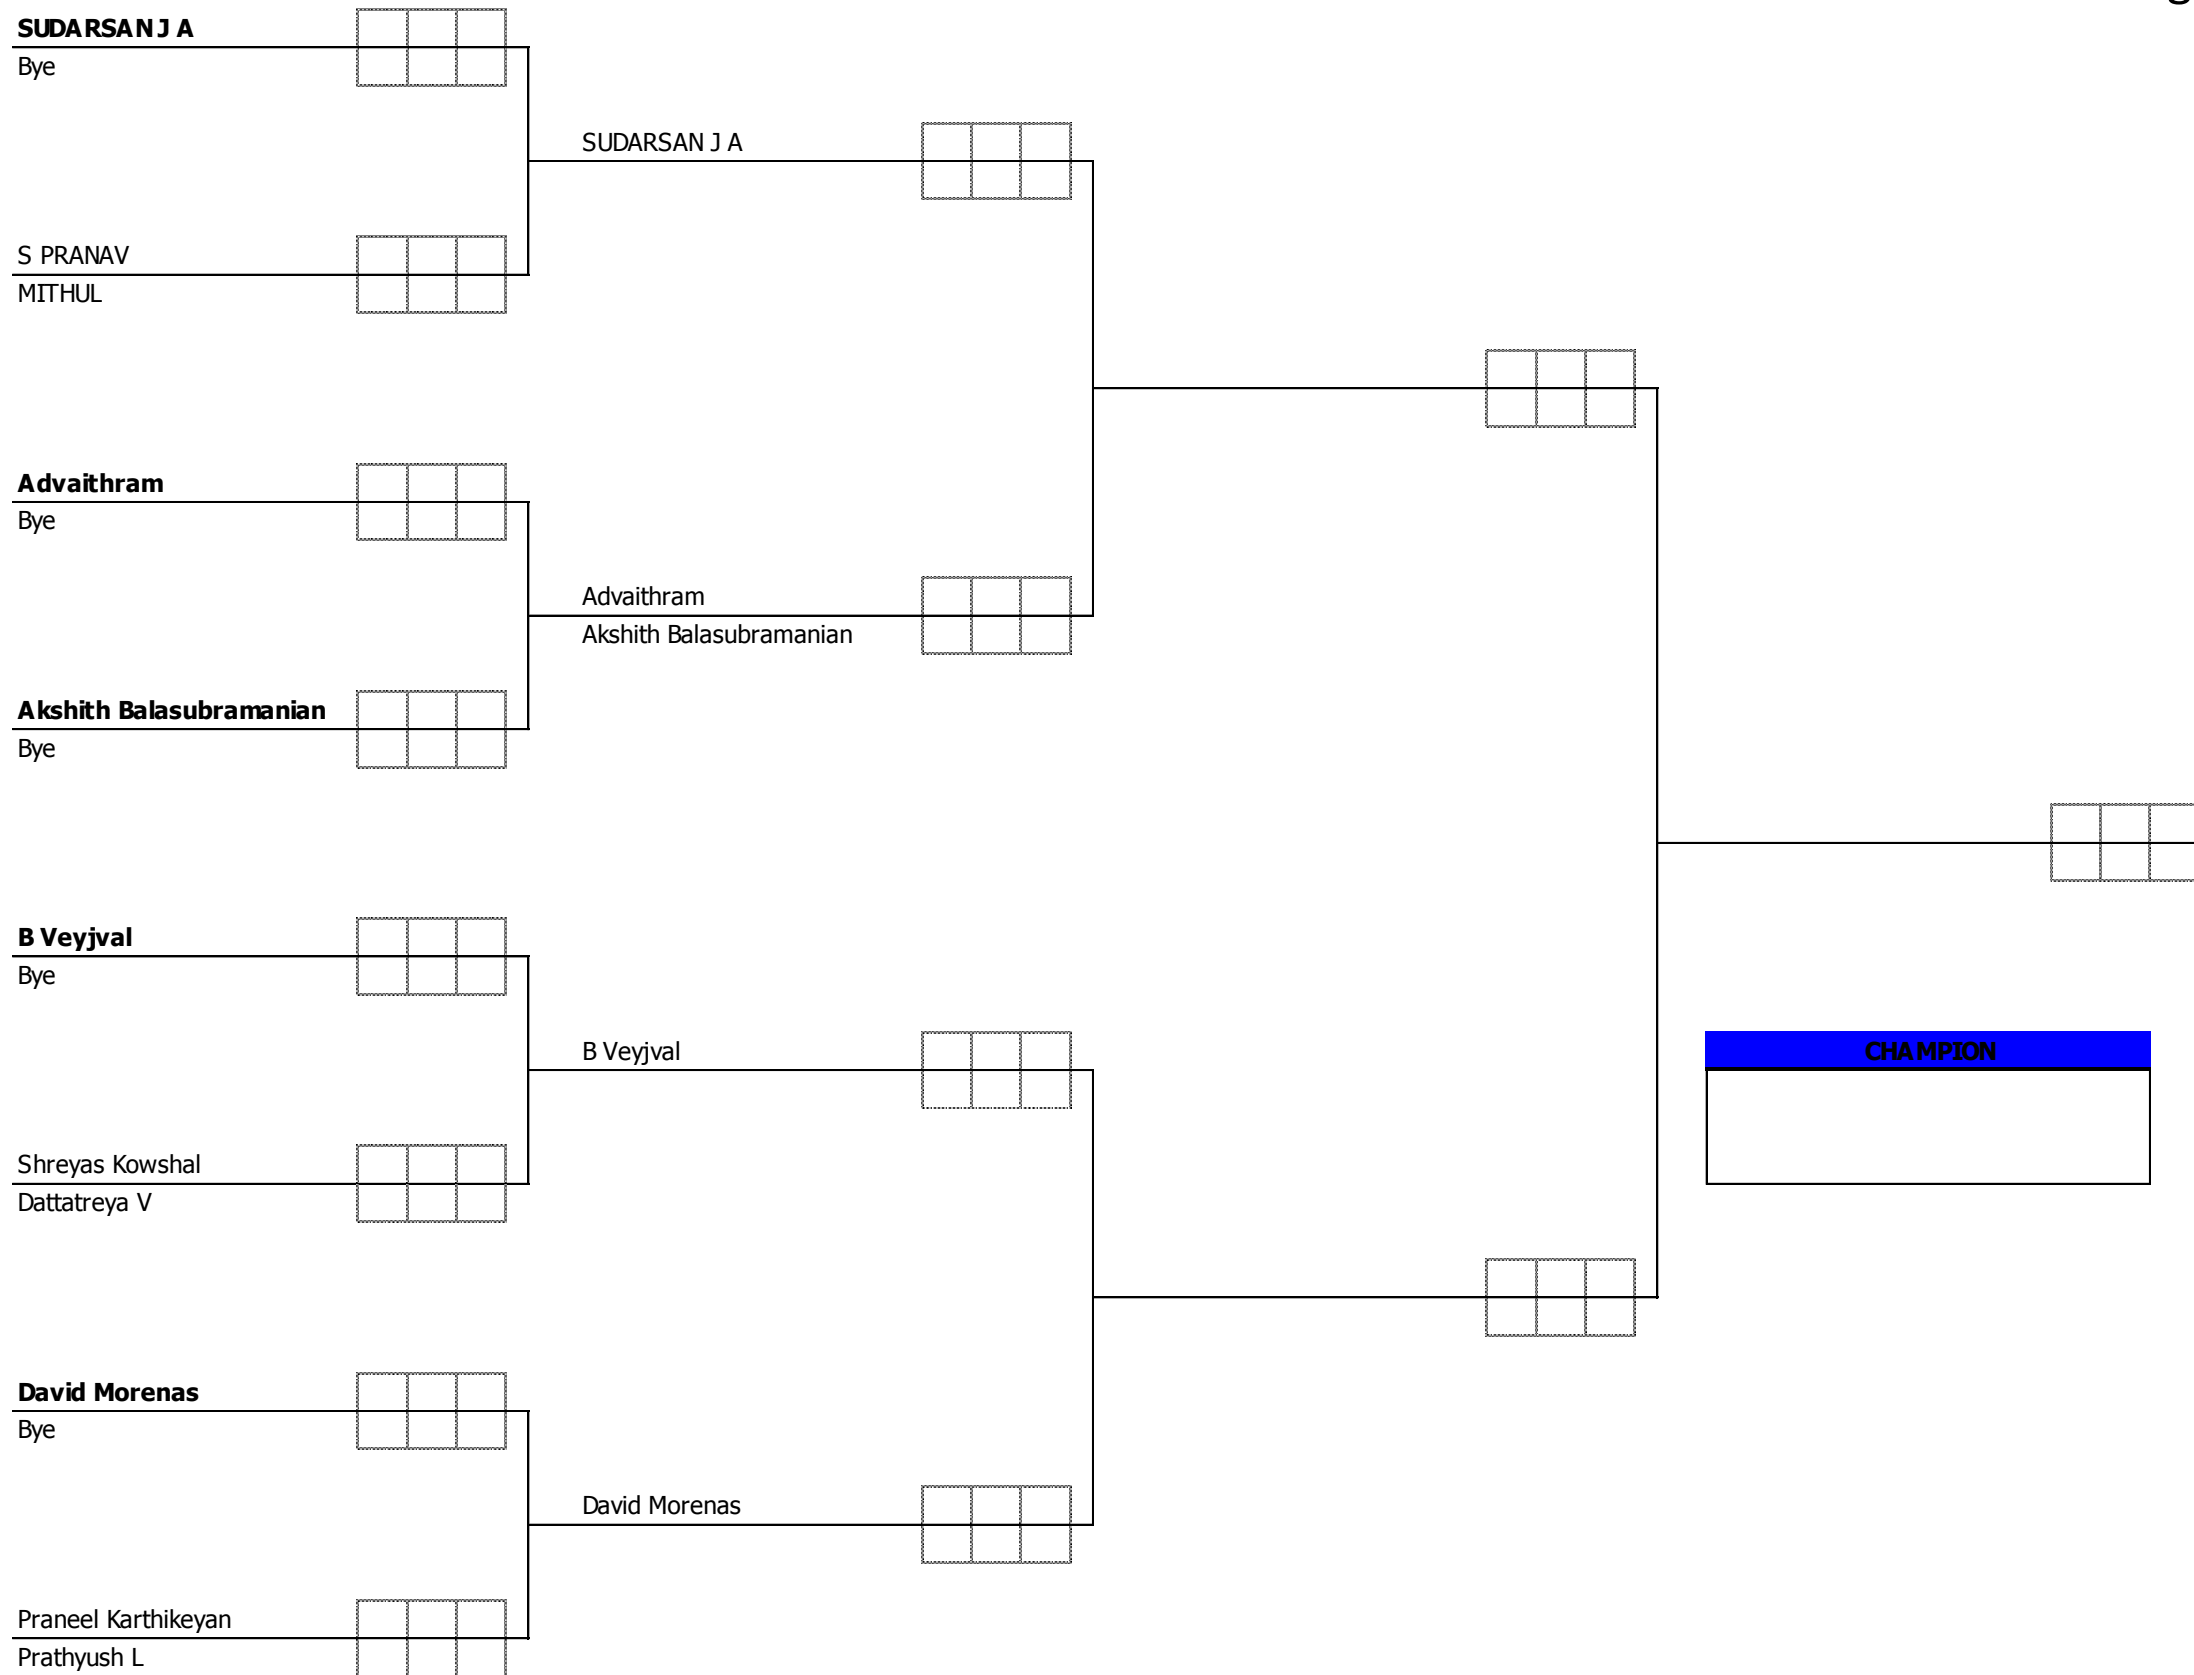 SUDARSAN J A
Bye
SUDARSAN J A
S PRANAV
MITHUL
Advaithram
Bye
Advaithram
Akshith Balasubramanian
Akshith Balasubramanian
Bye
B Veyjval
Bye
B Veyjval
CHAMPION
Shreyas Kowshal
Dattatreya V
David Morenas
Bye
David Morenas
Praneel Karthikeyan
Prathyush L